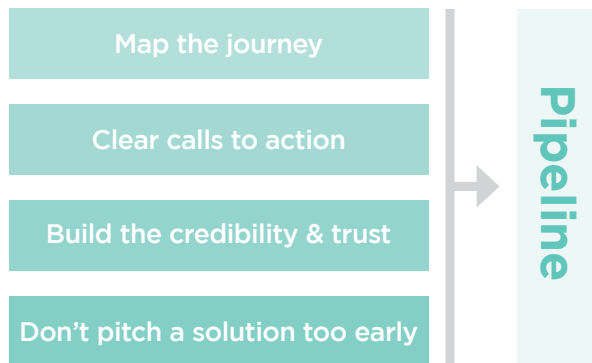 Map the journey
Clear calls to action
Build the credibility & trust
Don’t pitch a solution too early
Pipeline